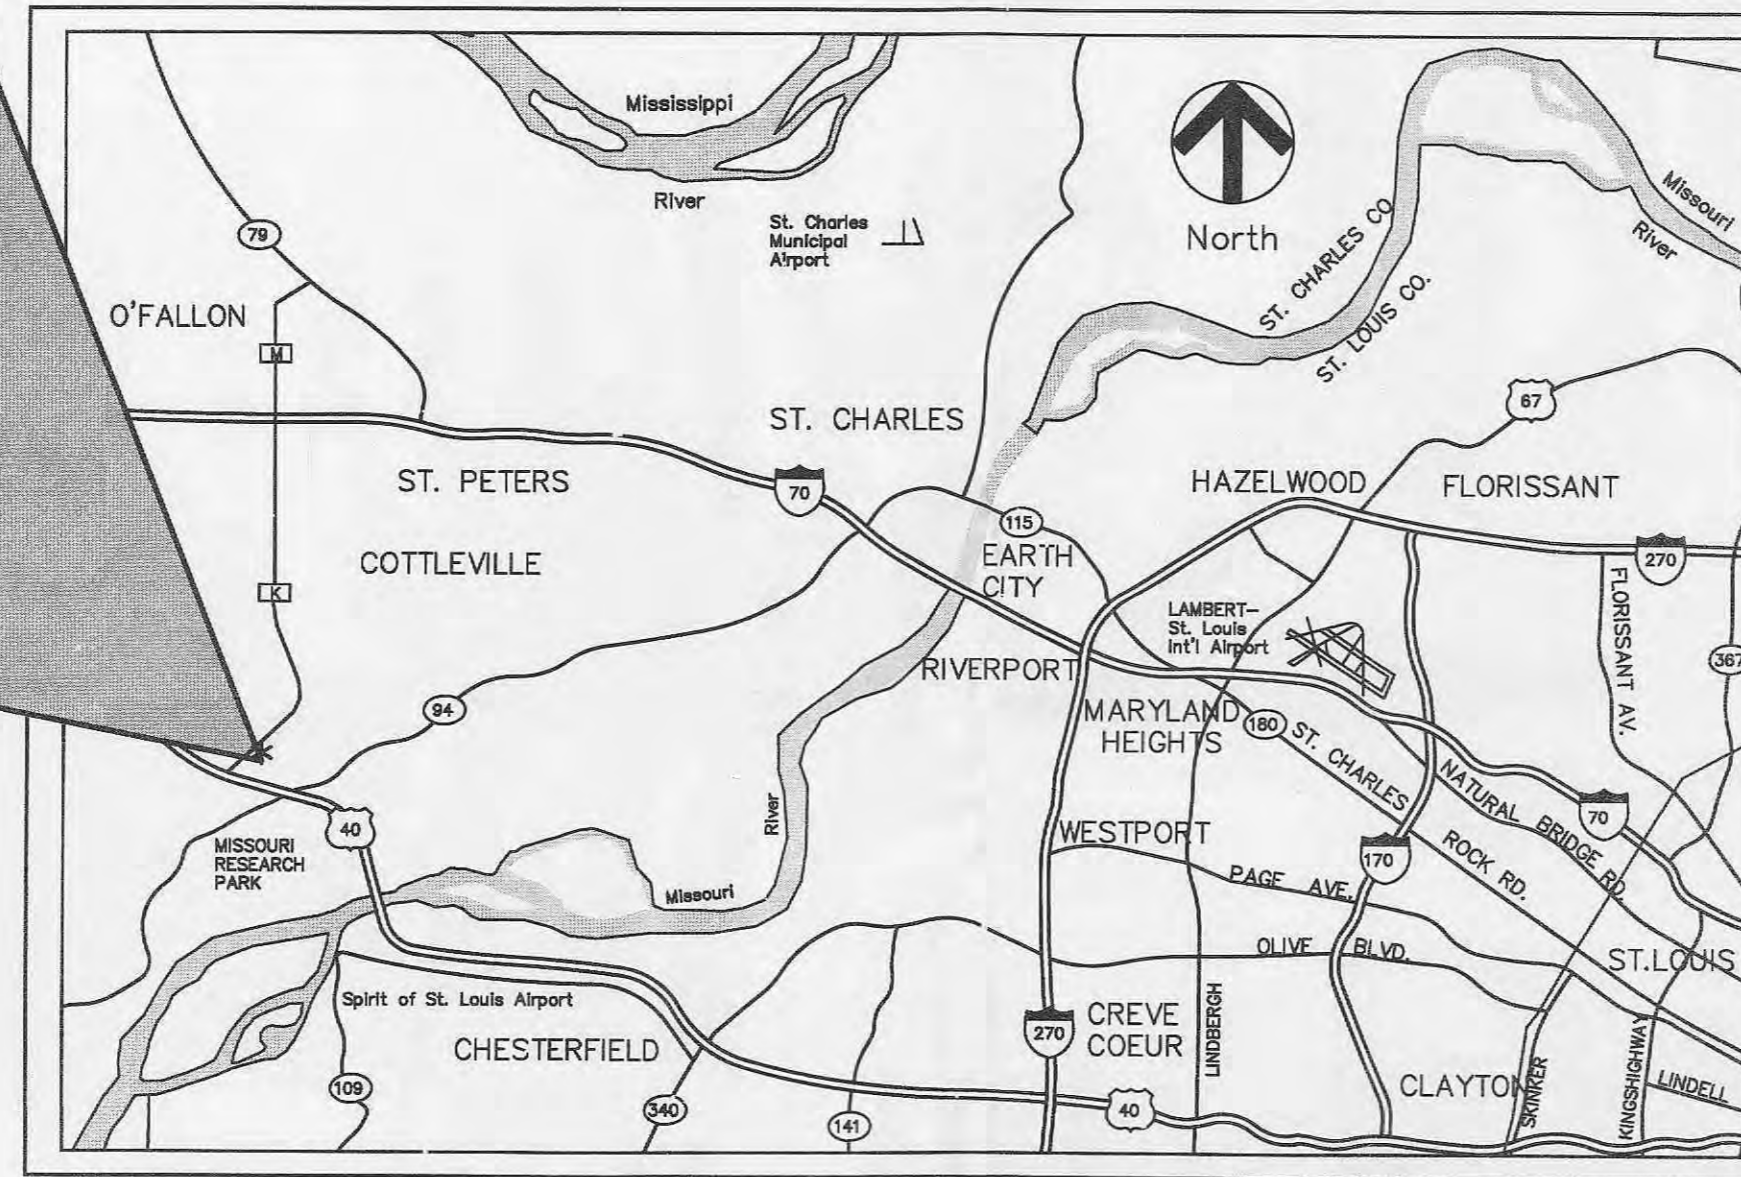 Mississippi
River
St. Charles
Municipal
Airport
North
ST. CHARLES CO.
ST. LOUIS CO.
Missouri
River
79
O'FALLON
M
67
ST. CHARLES
ST. PETERS
70
HAZELWOOD
FLORISSANT
115
COTTLEVILLE
EARTH
CITY
270
K
LAMBERT-
St. Louis
Int'l Airport
FLORISSANT AV.
RIVERPORT
367
94
MARYLAND
HEIGHTS
180
ST. CHARLES
ROCK RD.
NATURAL BRIDGE RD.
70
River
40
WESTPORT
MISSOURI
RESEARCH
PARK
170
PAGE AVE.
Missouri
OLIVE BLVD.
ST.LOUIS
Spirit of St. Louis Airport
CHESTERFIELD
270
CREVE
COEUR
LINDBERGH
109
340
141
40
CLAYTON
SKINKER
KINGSHIGHWAY
LINDELL